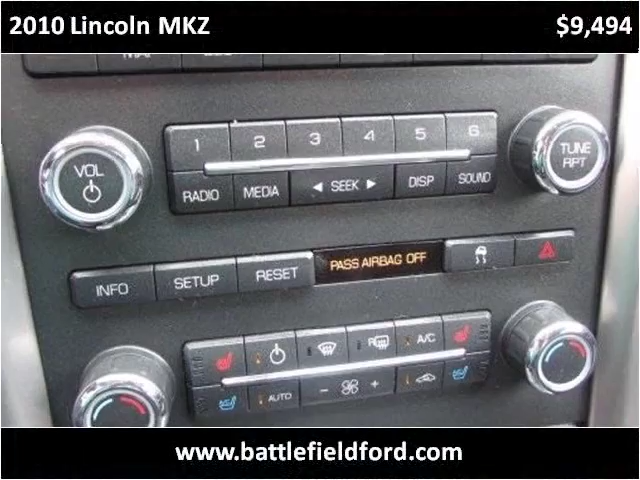 2010 Lincoln MKZ $9,494
1 2 3 4 5 6
VOL
TUNE
RPT
RADIO MEDIA ◄ SEEK ► DISP SOUND
INFO SETUP RESET PASS AIRBAG OFF
R A/C
AUTO - +
www.battlefieldford.com